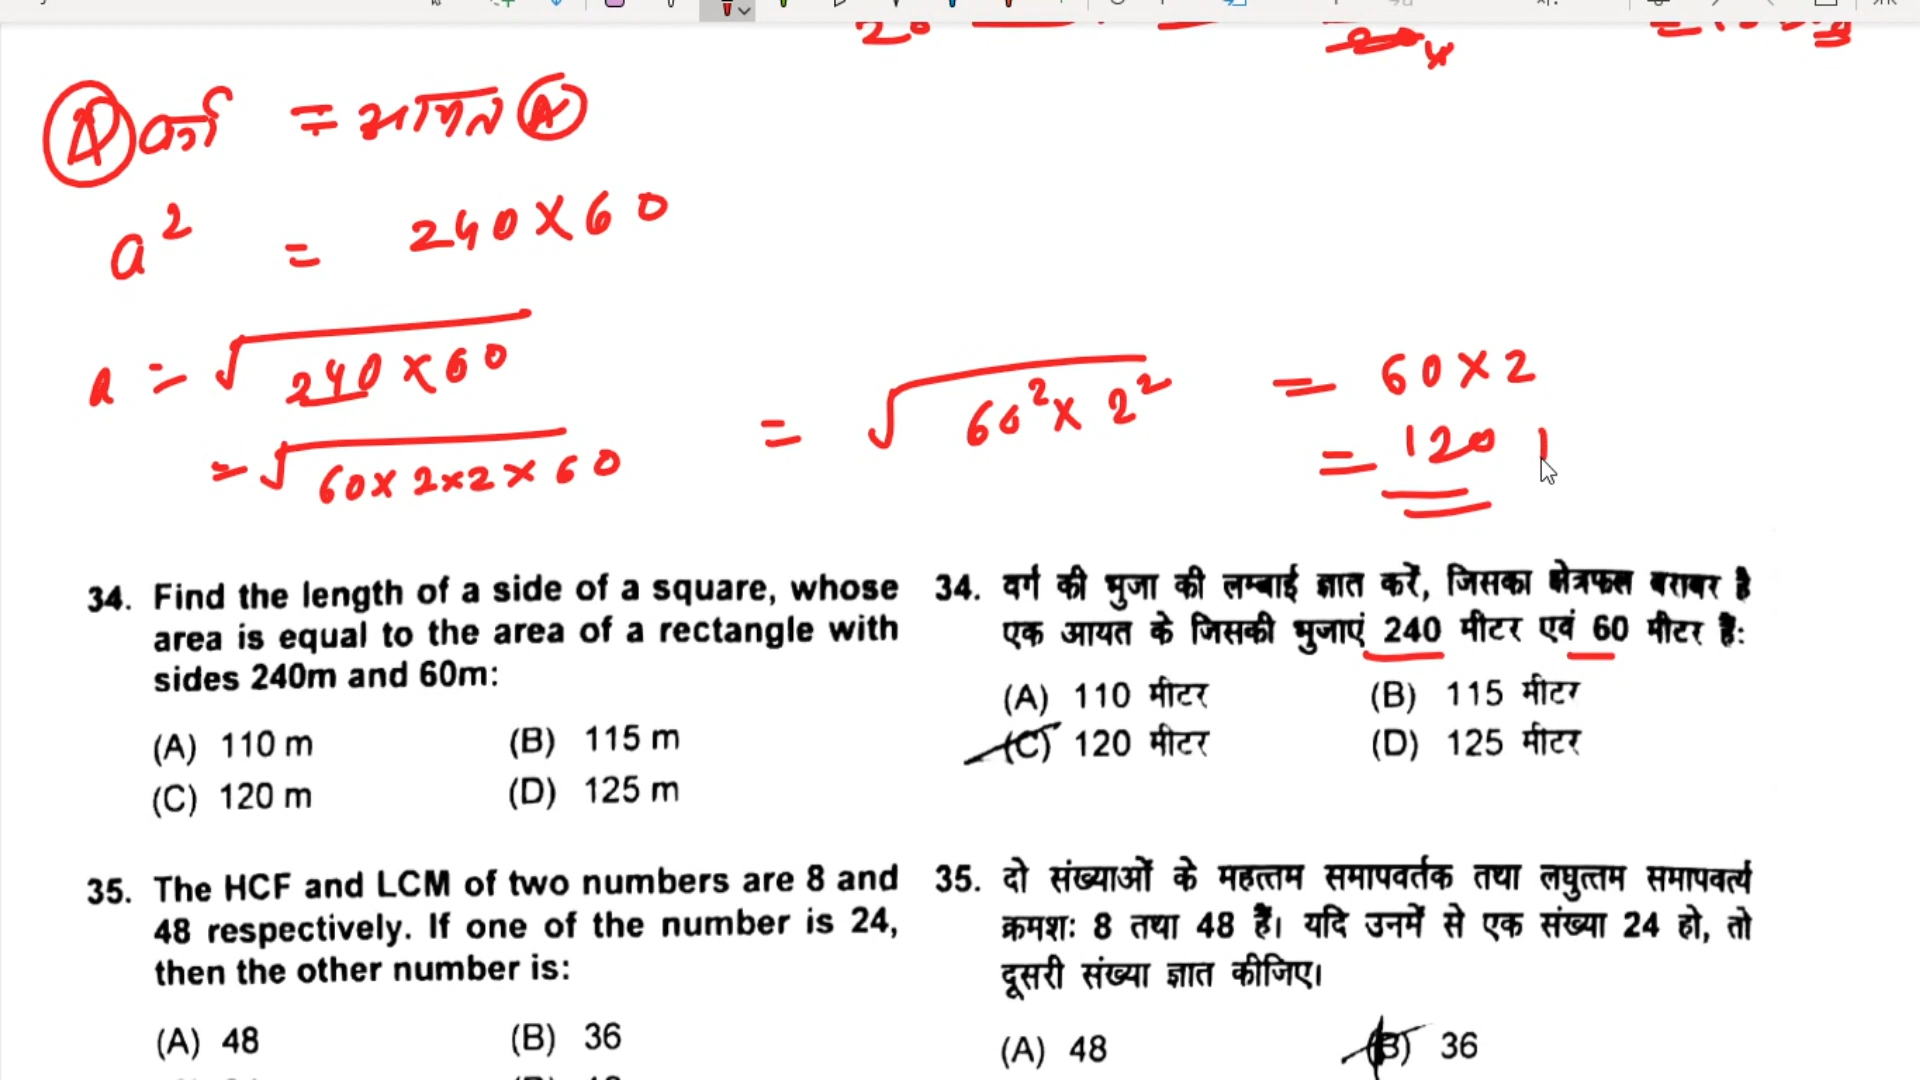 A वर्ग = आयत A
a² = 240×60
a = √240×60
= √60×2×2×60
= √60²×2²
= 60×2
= 120
34. Find the length of a side of a square, whose
area is equal to the area of a rectangle with
sides 240m and 60m:
(A) 110 m (B) 115 m
(C) 120 m (D) 125 m
34. वर्ग की भुजा की लम्बाई ज्ञात करें, जिसका क्षेत्रफल बराबर है
एक आयत के जिसकी भुजाएं 240 मीटर एवं 60 मीटर है:
(A) 110 मीटर (B) 115 मीटर
(C) 120 मीटर (D) 125 मीटर
35. The HCF and LCM of two numbers are 8 and
48 respectively. If one of the number is 24,
then the other number is:
(A) 48 (B) 36
35. दो संख्याओं के महत्तम समापवर्तक तथा लघुत्तम समापवर्त्य
क्रमशः 8 तथा 48 हैं। यदि उनमें से एक संख्या 24 हो, तो
दूसरी संख्या ज्ञात कीजिए।
(A) 48 (B) 36